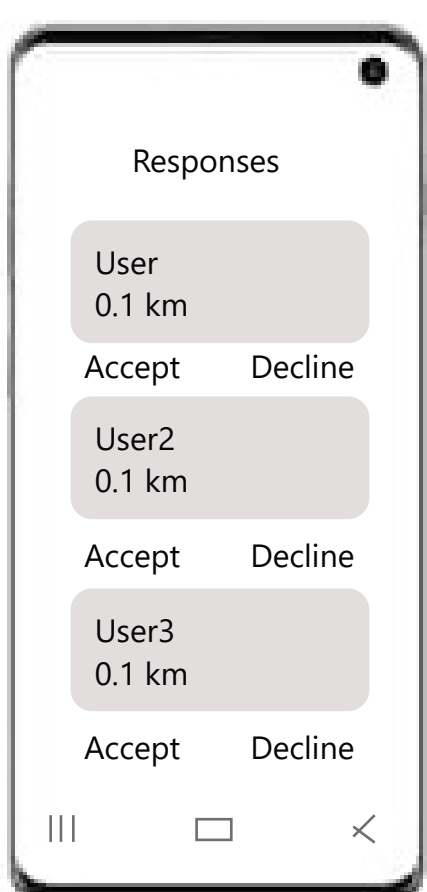 Responses
User
0.1 km
Accept Decline
User2
0.1 km
Accept Decline
User3
0.1 km
Accept Decline